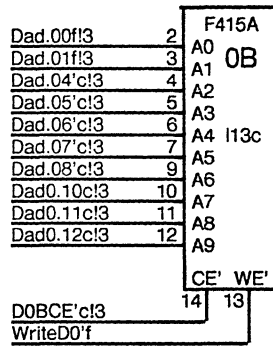 F415A
0B
Dad.00f!3 2 A0
Dad.01f!3 3 A1
Dad.04'c!3 4 A2
Dad.05'c!3 5 A3
Dad.06'c!3 6 A4 I13c
Dad.07'c!3 7 A5
Dad.08'c!3 9 A6
Dad0.10c!3 10 A7
Dad0.11c!3 11 A8
Dad0.12c!3 12 A9
CE' WE'
14 13
D0BCE'c!3
WriteD0'f